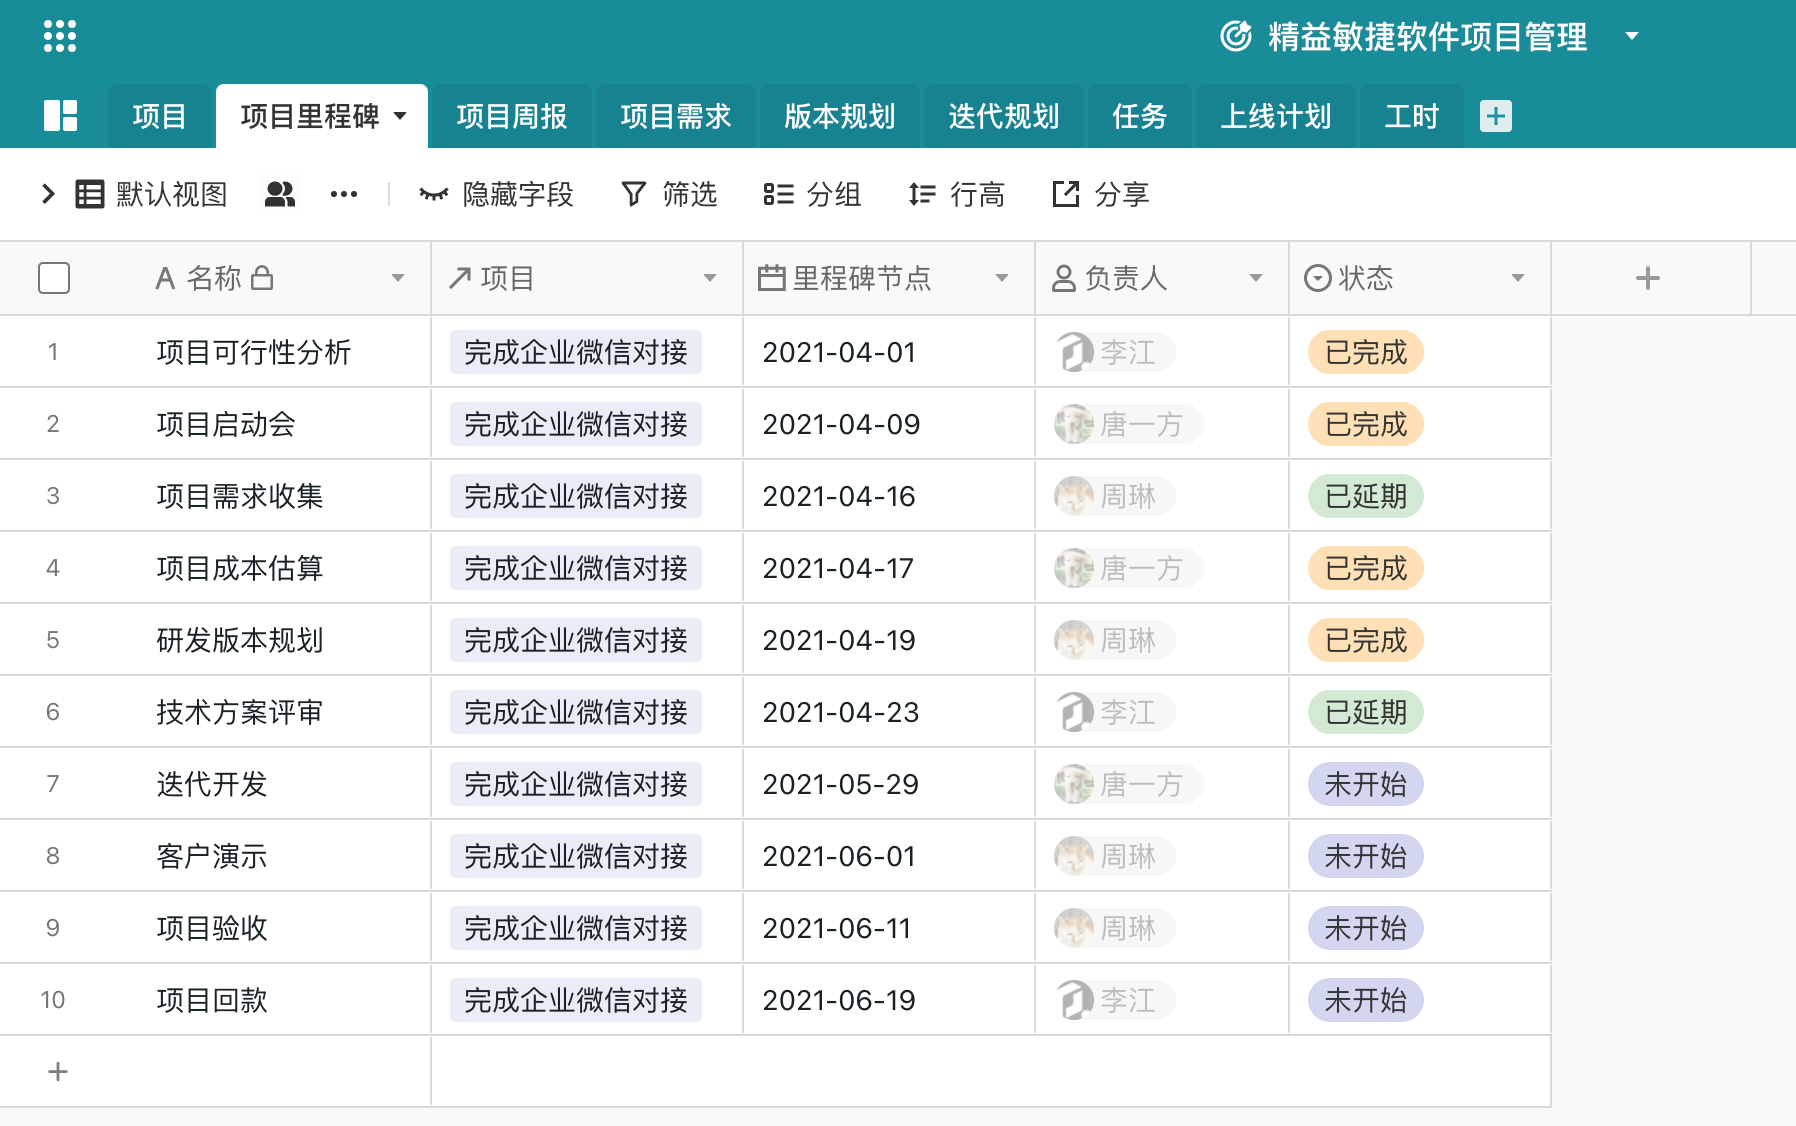 精益敏捷软件项目管理
项目 项目里程碑 项目周报 项目需求 版本规划 迭代规划 任务 上线计划 工时
默认视图 隐藏字段 筛选 分组 行高 分享
名称 项目 里程碑节点 负责人 状态
1 项目可行性分析 完成企业微信对接 2021-04-01 李江 已完成
2 项目启动会 完成企业微信对接 2021-04-09 唐一方 已完成
3 项目需求收集 完成企业微信对接 2021-04-16 周琳 已延期
4 项目成本估算 完成企业微信对接 2021-04-17 唐一方 已完成
5 研发版本规划 完成企业微信对接 2021-04-19 周琳 已完成
6 技术方案评审 完成企业微信对接 2021-04-23 李江 已延期
7 迭代开发 完成企业微信对接 2021-05-29 唐一方 未开始
8 客户演示 完成企业微信对接 2021-06-01 周琳 未开始
9 项目验收 完成企业微信对接 2021-06-11 周琳 未开始
10 项目回款 完成企业微信对接 2021-06-19 李江 未开始